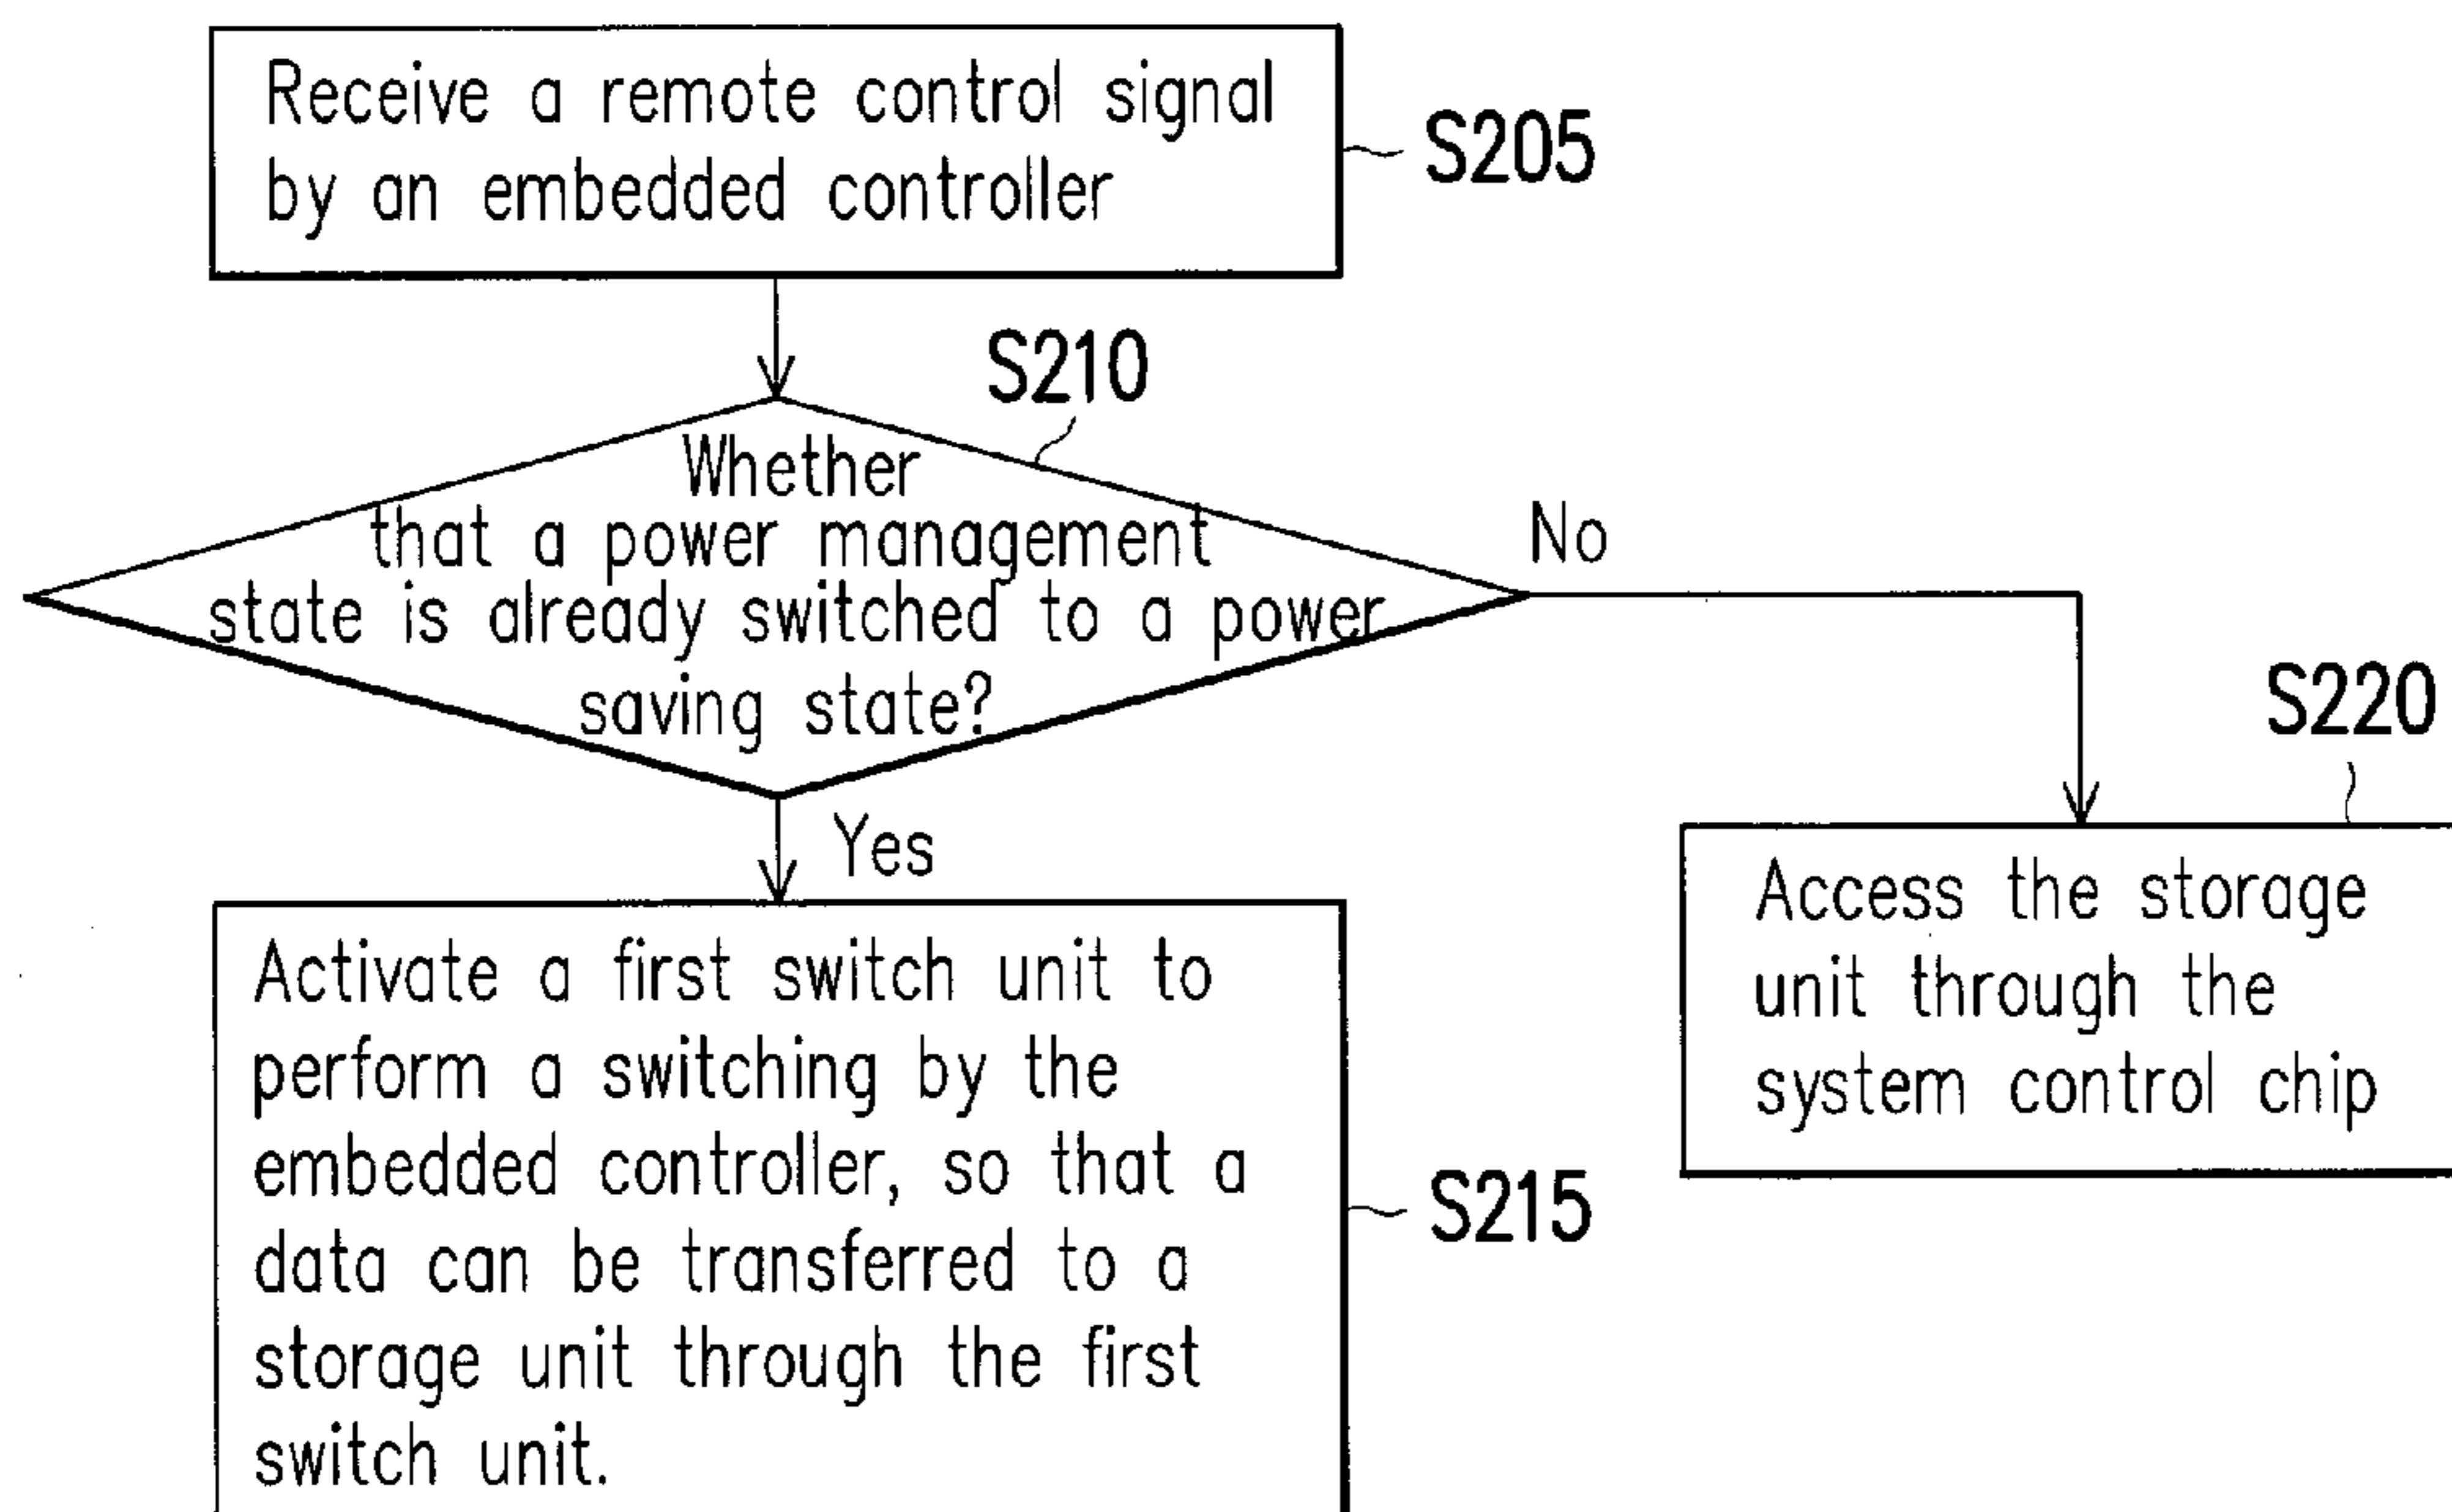 Receive a remote control signal
by an embedded controller
S205
S210
Whether
that a power management
state is already switched to a power
saving state?
No
Yes
S220
Access the storage
unit through the
system control chip
Activate a first switch unit to
perform a switching by the
embedded controller, so that a
data can be transferred to a
storage unit through the first
switch unit.
S215